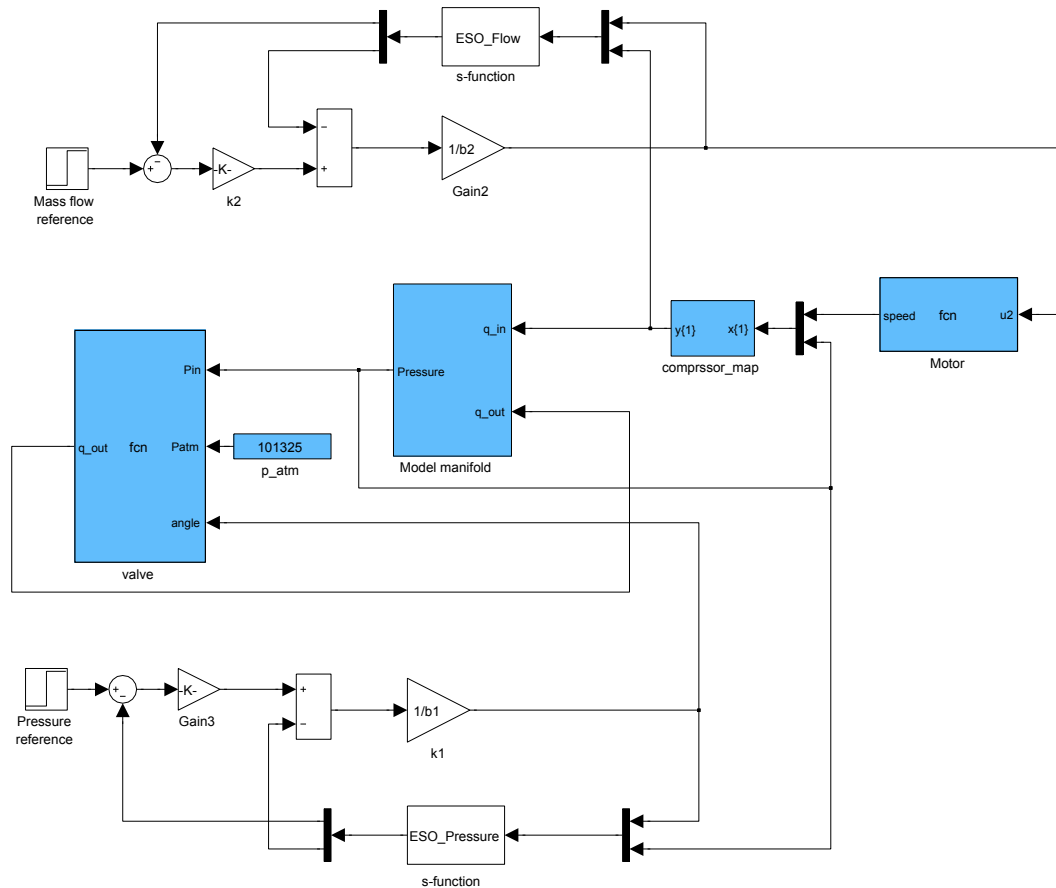 ESO_Flow
s-function
−
+
1/b2
Gain2
−
+
-K-
k2
Mass flow
reference
q_in
Pressure
q_out
Model manifold
y{1}
x{1}
comprssor_map
speed
fcn
u2
Motor
Pin
q_out
fcn
Patm
angle
valve
101325
p_atm
+
−
-K-
Gain3
+
−
1/b1
k1
Pressure
reference
ESO_Pressure
s-function